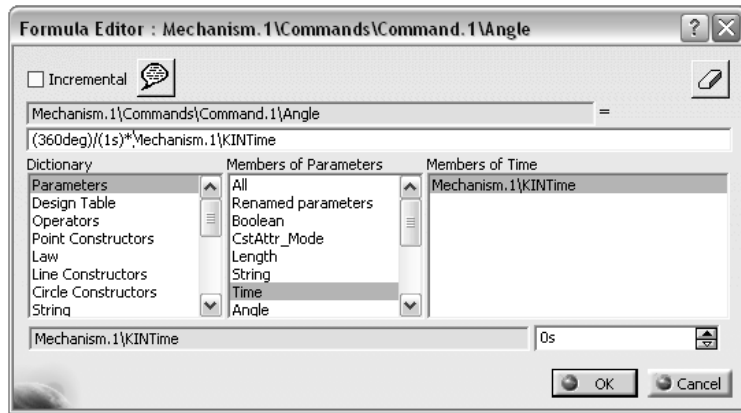 Formula Editor : Mechanism.1\Commands\Command.1\Angle
Incremental
Mechanism.1\Commands\Command.1\Angle =
(360deg)/(1s)*Mechanism.1\KINTime
Dictionary Members of Parameters Members of Time
Parameters All Mechanism.1\KINTime
Design Table Renamed parameters
Operators Boolean
Point Constructors CstAttr_Mode
Law Length
Line Constructors String
Circle Constructors Time
String Angle
Mechanism.1\KINTime 0s
OK Cancel